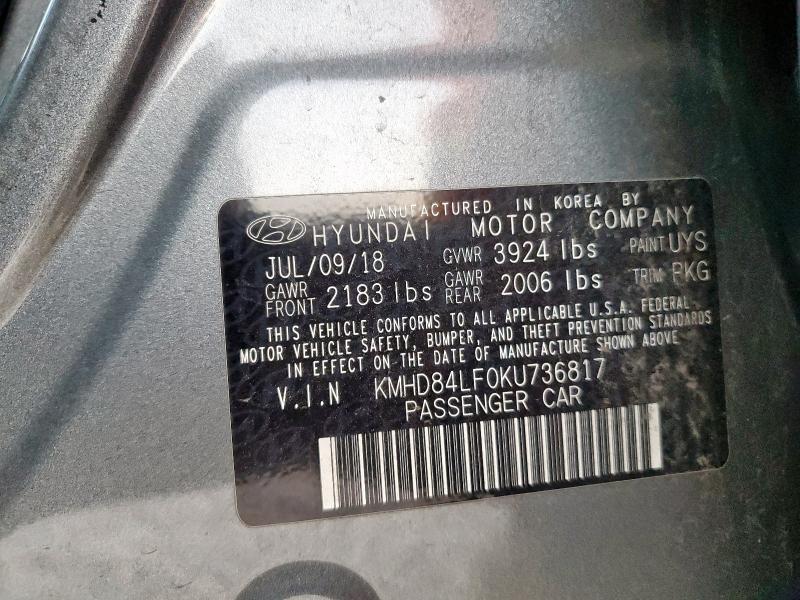 MANUFACTURED IN KOREA BY
HYUNDAI MOTOR COMPANY
JUL/09/18 GVWR 3924 lbs PAINT UYS
GAWR FRONT 2183 lbs GAWR REAR 2006 lbs TRIM PKG
THIS VEHICLE CONFORMS TO ALL APPLICABLE U.S.A. FEDERAL
MOTOR VEHICLE SAFETY, BUMPER, AND THEFT PREVENTION STANDARDS
IN EFFECT ON THE DATE OF MANUFACTURE SHOWN ABOVE
V.I.N KMHD84LF0KU736817
PASSENGER CAR